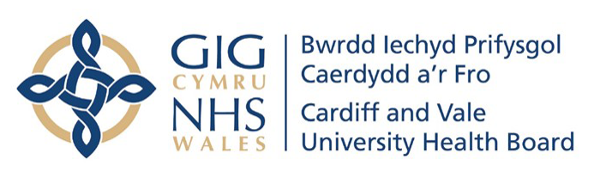 GIG
CYMRU
NHS
WALES
Bwrdd Iechyd Prifysgol
Caerdydd a'r Fro
Cardiff and Vale
University Health Board